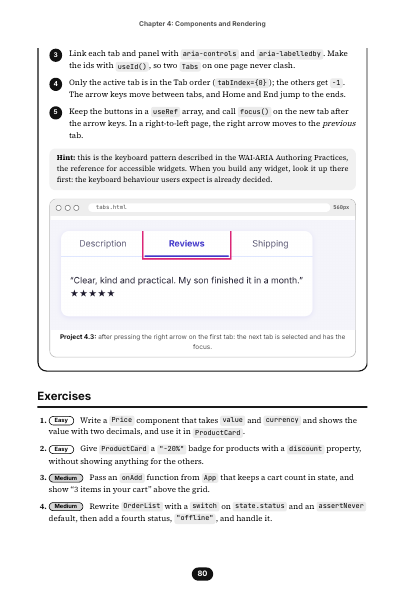 Chapter 4: Components and Rendering
3 Link each tab and panel with aria-controls and aria-labelledby. Make
the ids with useId(), so two Tabs on one page never clash.
4 Only the active tab is in the Tab order (tabIndex={0}); the others get -1.
The arrow keys move between tabs, and Home and End jump to the ends.
5 Keep the buttons in a useRef array, and call focus() on the new tab after
the arrow keys. In a right-to-left page, the right arrow moves to the previous
tab.
Hint: this is the keyboard pattern described in the WAI-ARIA Authoring Practices,
the reference for accessible widgets. When you build any widget, look it up there
first: the keyboard behaviour users expect is already decided.
tabs.html 360px
Description Reviews Shipping
“Clear, kind and practical. My son finished it in a month.”
★★★★★
Project 4.3: after pressing the right arrow on the first tab: the next tab is selected and has the
focus.
Exercises
1. Easy Write a Price component that takes value and currency and shows the
value with two decimals, and use it in ProductCard.
2. Easy Give ProductCard a "-20%" badge for products with a discount property,
without showing anything for the others.
3. Medium Pass an onAdd function from App that keeps a cart count in state, and
show “3 items in your cart” above the grid.
4. Medium Rewrite OrderList with a switch on state.status and an assertNever
default, then add a fourth status, "offline", and handle it.
80